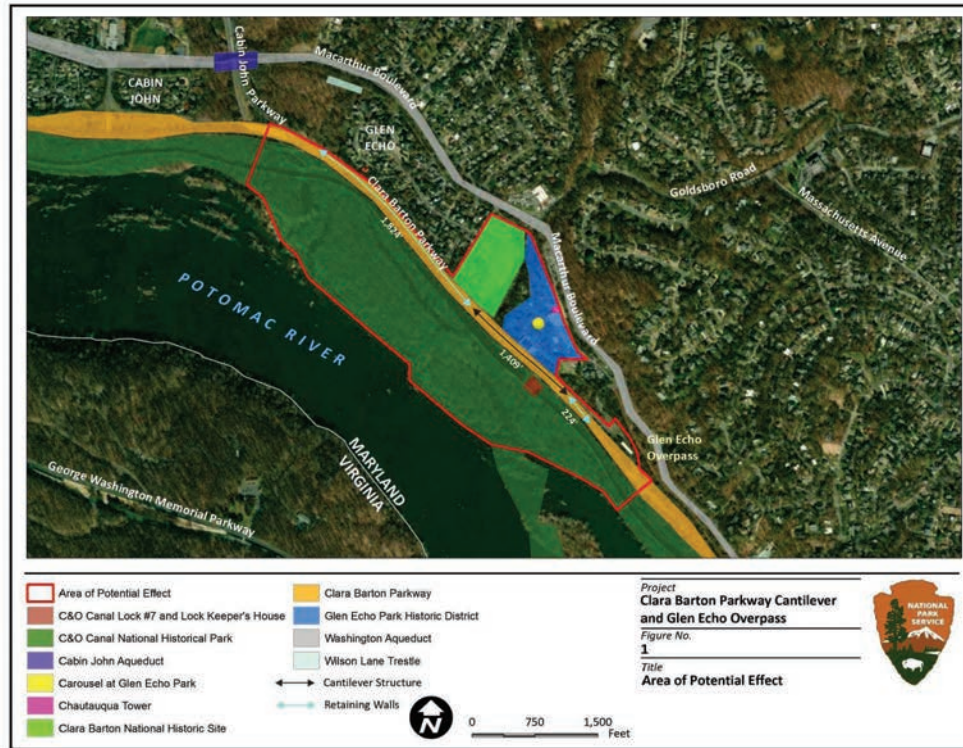 Macarthur Boulevard
Cabin John Parkway
CABIN
JOHN
GLEN
ECHO
Clara Barton Parkway
1,824'
Goldsboro Road
Massachusetts Avenue
Macarthur Boulevard
POTOMAC RIVER
1,409'
224'
Glen Echo
Overpass
MARYLAND
VIRGINIA
George Washington Memorial Parkway
Area of Potential Effect
C&O Canal Lock #7 and Lock Keeper's House
C&O Canal National Historical Park
Cabin John Aqueduct
Carousel at Glen Echo Park
Chautauqua Tower
Clara Barton National Historic Site
Clara Barton Parkway
Glen Echo Park Historic District
Washington Aqueduct
Wilson Lane Trestle
Cantilever Structure
Retaining Walls
N
0 750 1,500
Feet
Project
Clara Barton Parkway Cantilever
and Glen Echo Overpass
Figure No.
1
Title
Area of Potential Effect
NATIONAL
PARK
SERVICE